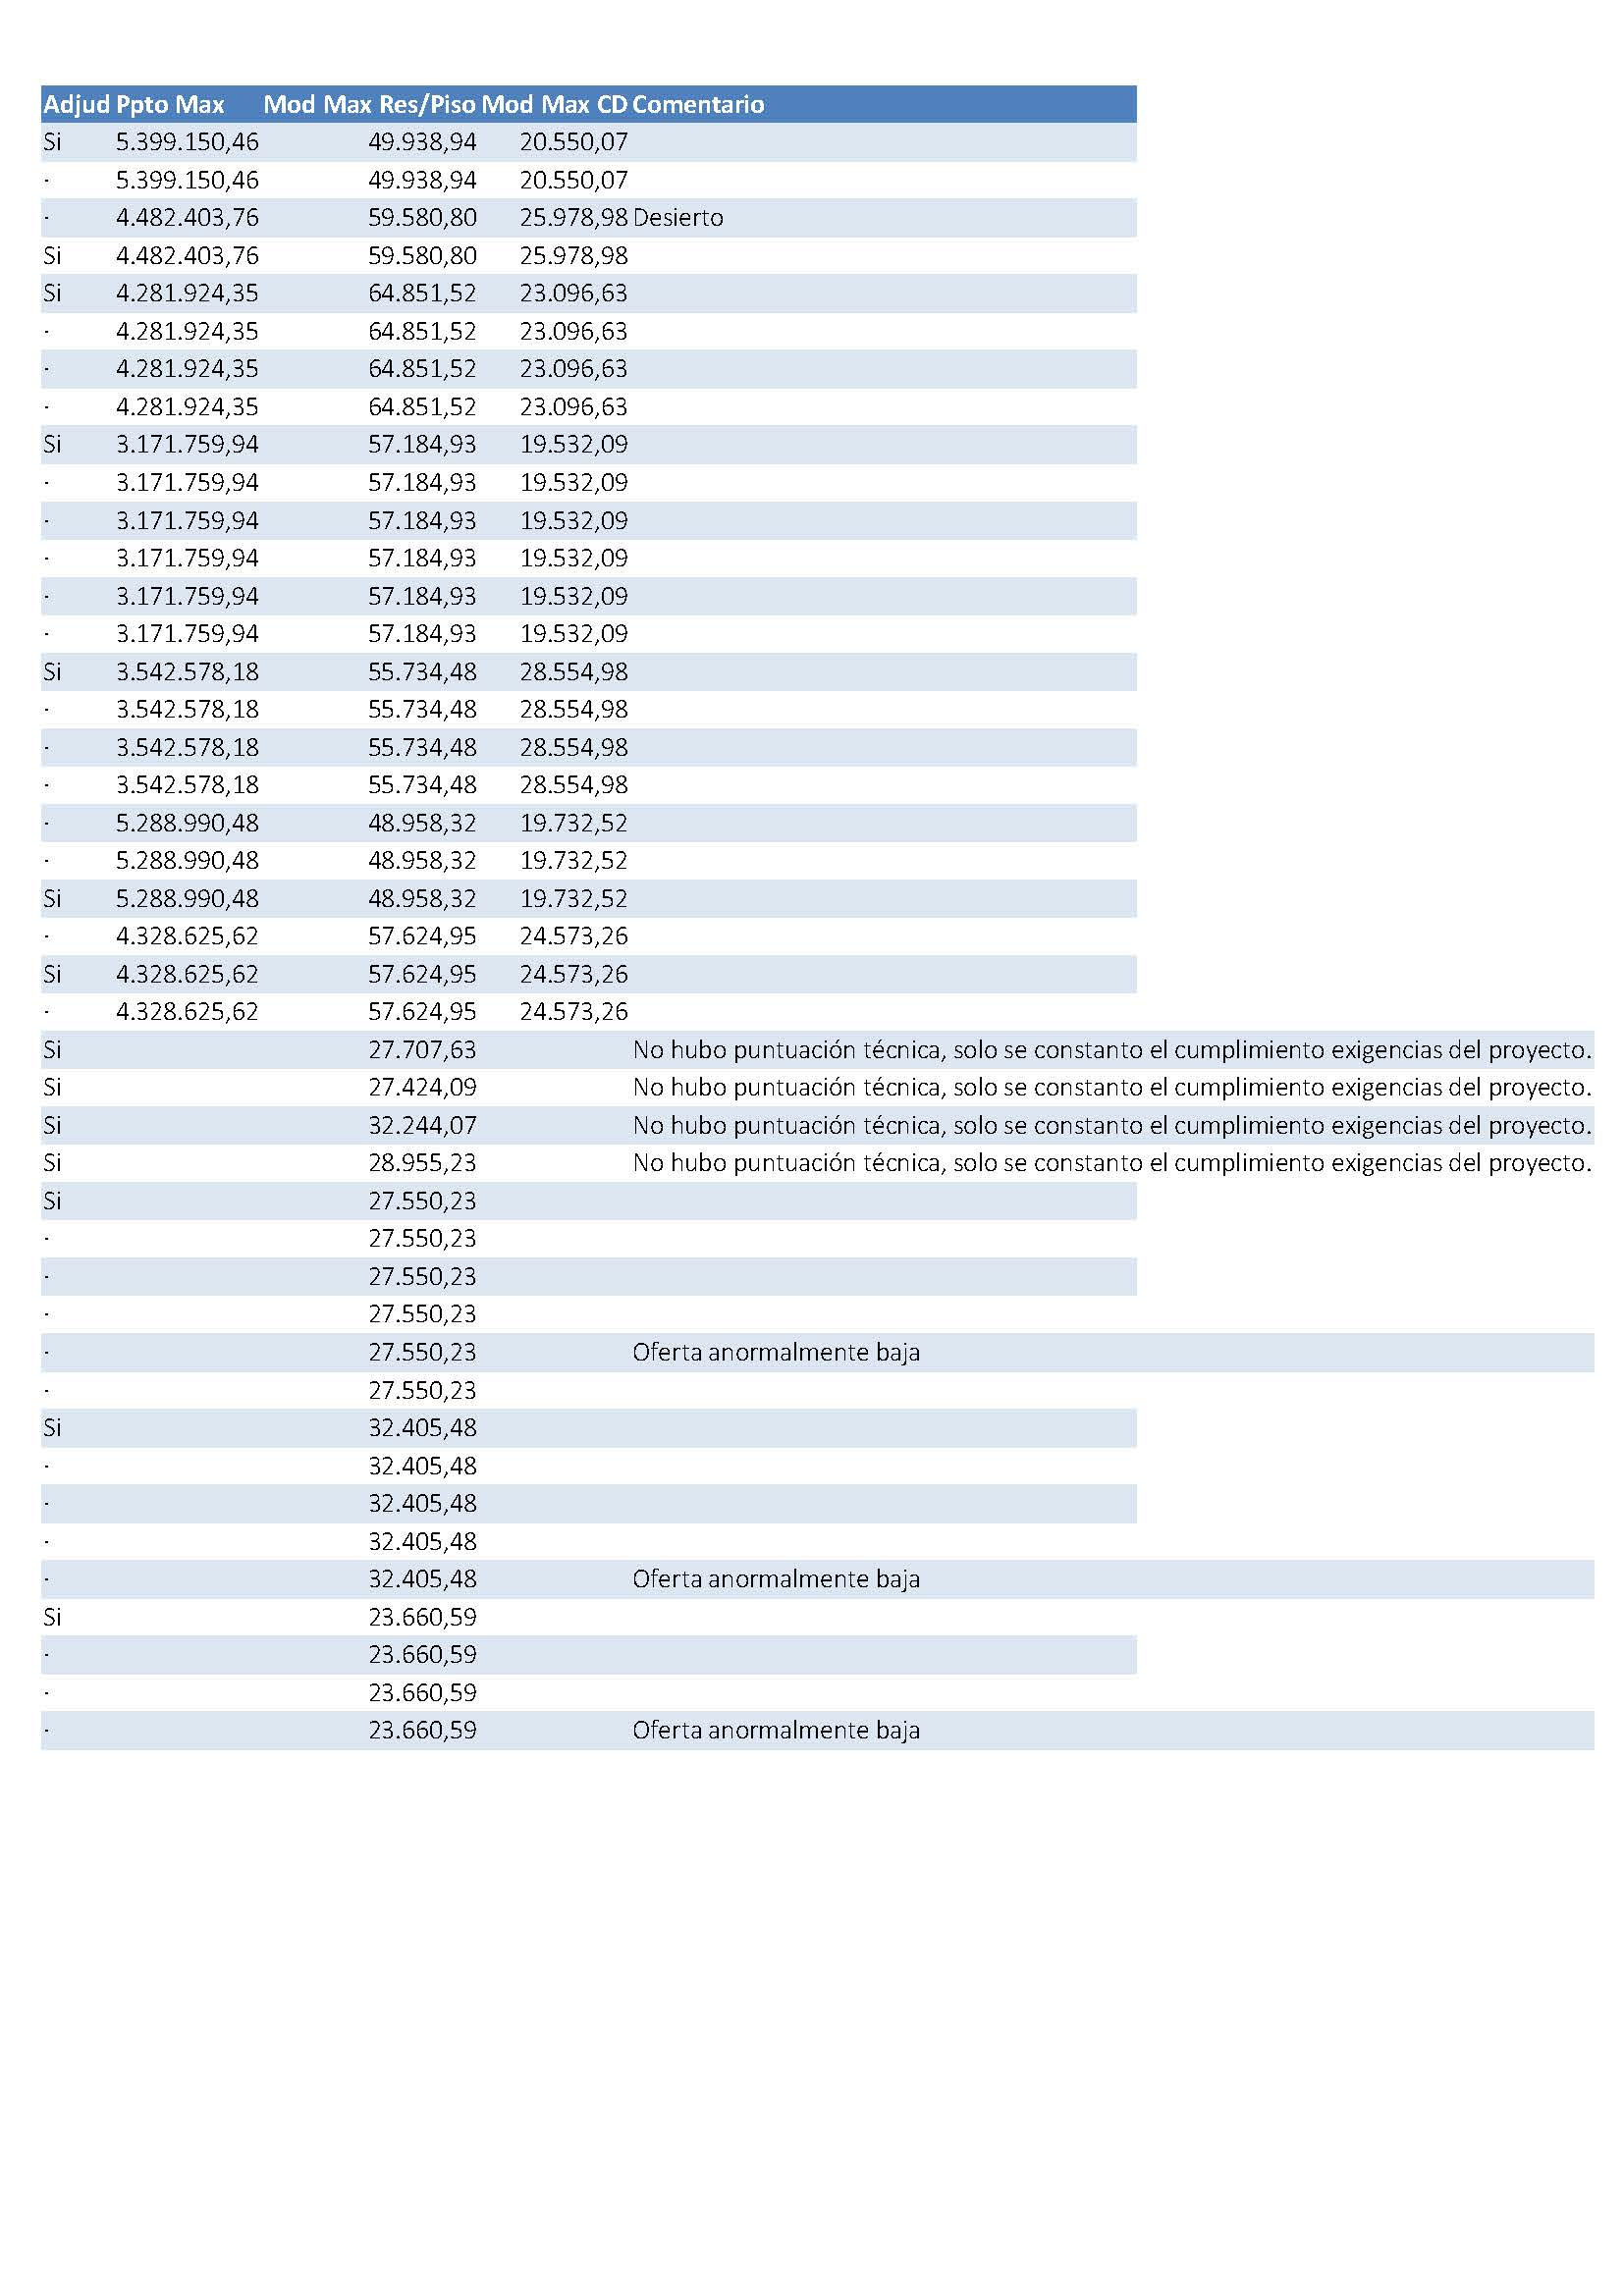 Adjud Ppto Max Mod Max Res/Piso Mod Max CD Comentario
Si 5.399.150,46 49.938,94 20.550,07
- 5.399.150,46 49.938,94 20.550,07
- 4.482.403,76 59.580,80 25.978,98 Desierto
Si 4.482.403,76 59.580,80 25.978,98
Si 4.281.924,35 64.851,52 23.096,63
- 4.281.924,35 64.851,52 23.096,63
- 4.281.924,35 64.851,52 23.096,63
- 4.281.924,35 64.851,52 23.096,63
Si 3.171.759,94 57.184,93 19.532,09
- 3.171.759,94 57.184,93 19.532,09
- 3.171.759,94 57.184,93 19.532,09
- 3.171.759,94 57.184,93 19.532,09
- 3.171.759,94 57.184,93 19.532,09
- 3.171.759,94 57.184,93 19.532,09
Si 3.542.578,18 55.734,48 28.554,98
- 3.542.578,18 55.734,48 28.554,98
- 3.542.578,18 55.734,48 28.554,98
- 3.542.578,18 55.734,48 28.554,98
- 5.288.990,48 48.958,32 19.732,52
- 5.288.990,48 48.958,32 19.732,52
Si 5.288.990,48 48.958,32 19.732,52
- 4.328.625,62 57.624,95 24.573,26
Si 4.328.625,62 57.624,95 24.573,26
- 4.328.625,62 57.624,95 24.573,26
Si 27.707,63 No hubo puntuación técnica, solo se constanto el cumplimiento exigencias del proyecto.
Si 27.424,09 No hubo puntuación técnica, solo se constanto el cumplimiento exigencias del proyecto.
Si 32.244,07 No hubo puntuación técnica, solo se constanto el cumplimiento exigencias del proyecto.
Si 28.955,23 No hubo puntuación técnica, solo se constanto el cumplimiento exigencias del proyecto.
Si 27.550,23
- 27.550,23
- 27.550,23
- 27.550,23
- 27.550,23 Oferta anormalmente baja
- 27.550,23
Si 32.405,48
- 32.405,48
- 32.405,48
- 32.405,48
- 32.405,48 Oferta anormalmente baja
Si 23.660,59
- 23.660,59
- 23.660,59
- 23.660,59 Oferta anormalmente baja